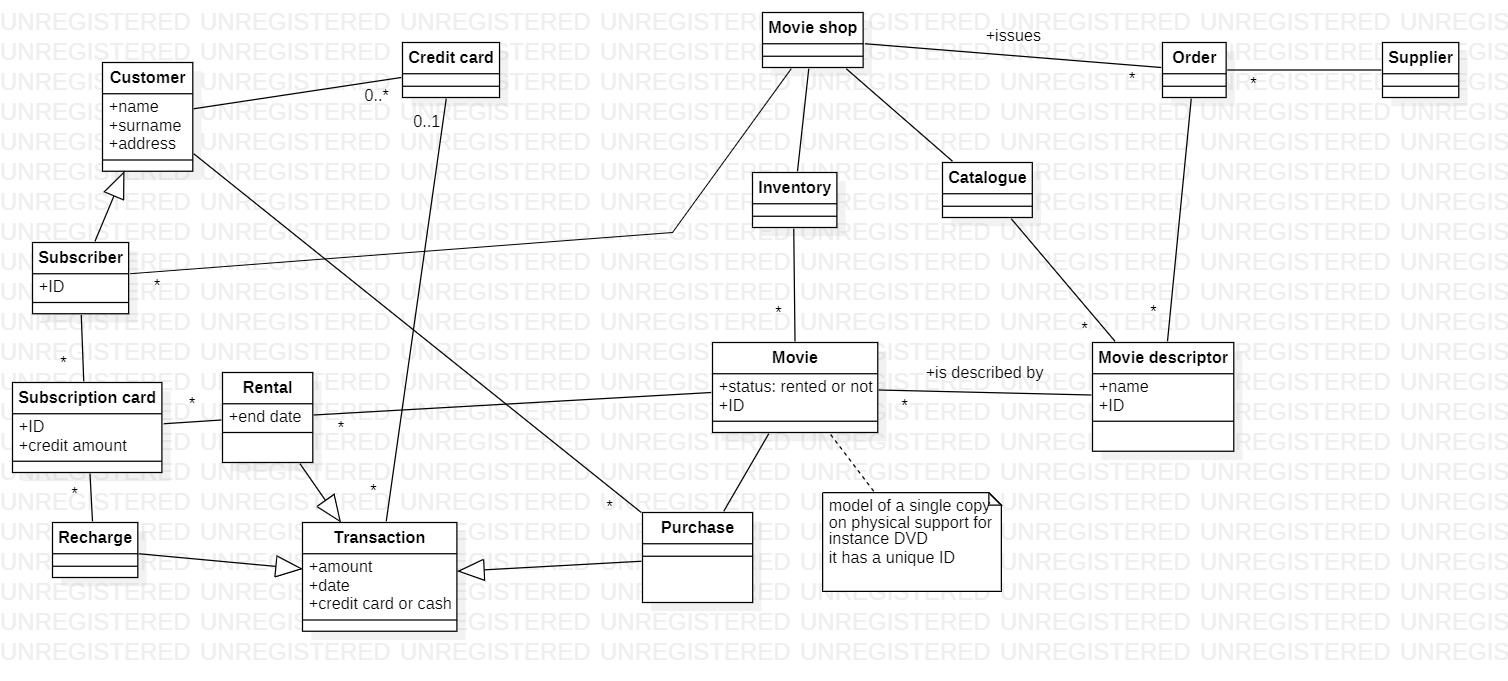 UNREGISTERED UNREGISTERED UNREGISTERED UNREGISTERED UNREGISTERED UNREGISTERED UNREGISTERED UNREGISTERED
Movie shop
+issues
Credit card
Order
Supplier
*
*
Customer
+name
+surname
+address
0..*
0..1
Inventory
Catalogue
Subscriber
+ID
*
*
*
*
*
Movie
+status: rented or not
+ID
+is described by
*
Movie descriptor
+name
+ID
Subscription card
+ID
+credit amount
*
Rental
+end date
*
*
*
*
model of a single copy
on physical support for
instance DVD
it has a unique ID
Recharge
Transaction
+amount
+date
+credit card or cash
Purchase